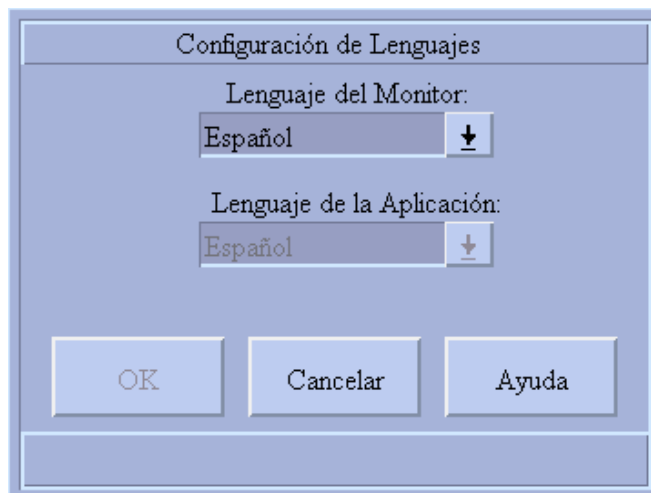 Configuración de Lenguajes
Lenguaje del Monitor:
Español
Lenguaje de la Aplicación:
Español
OK
Cancelar
Ayuda